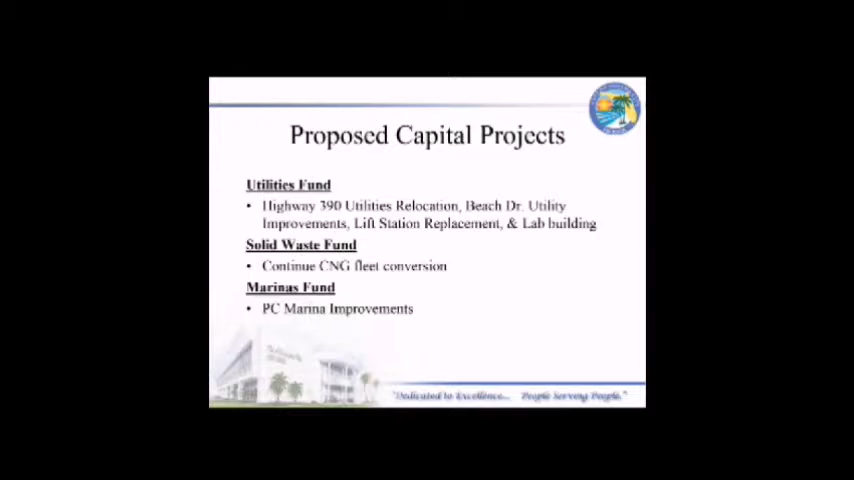 Proposed Capital Projects
Utilities Fund
• Highway 390 Utilities Relocation, Beach Dr. Utility
Improvements, Lift Station Replacement, & Lab building
Solid Waste Fund
• Continue CNG fleet conversion
Marinas Fund
• PC Marina Improvements
"Dedicated to Excellence... People Serving People."